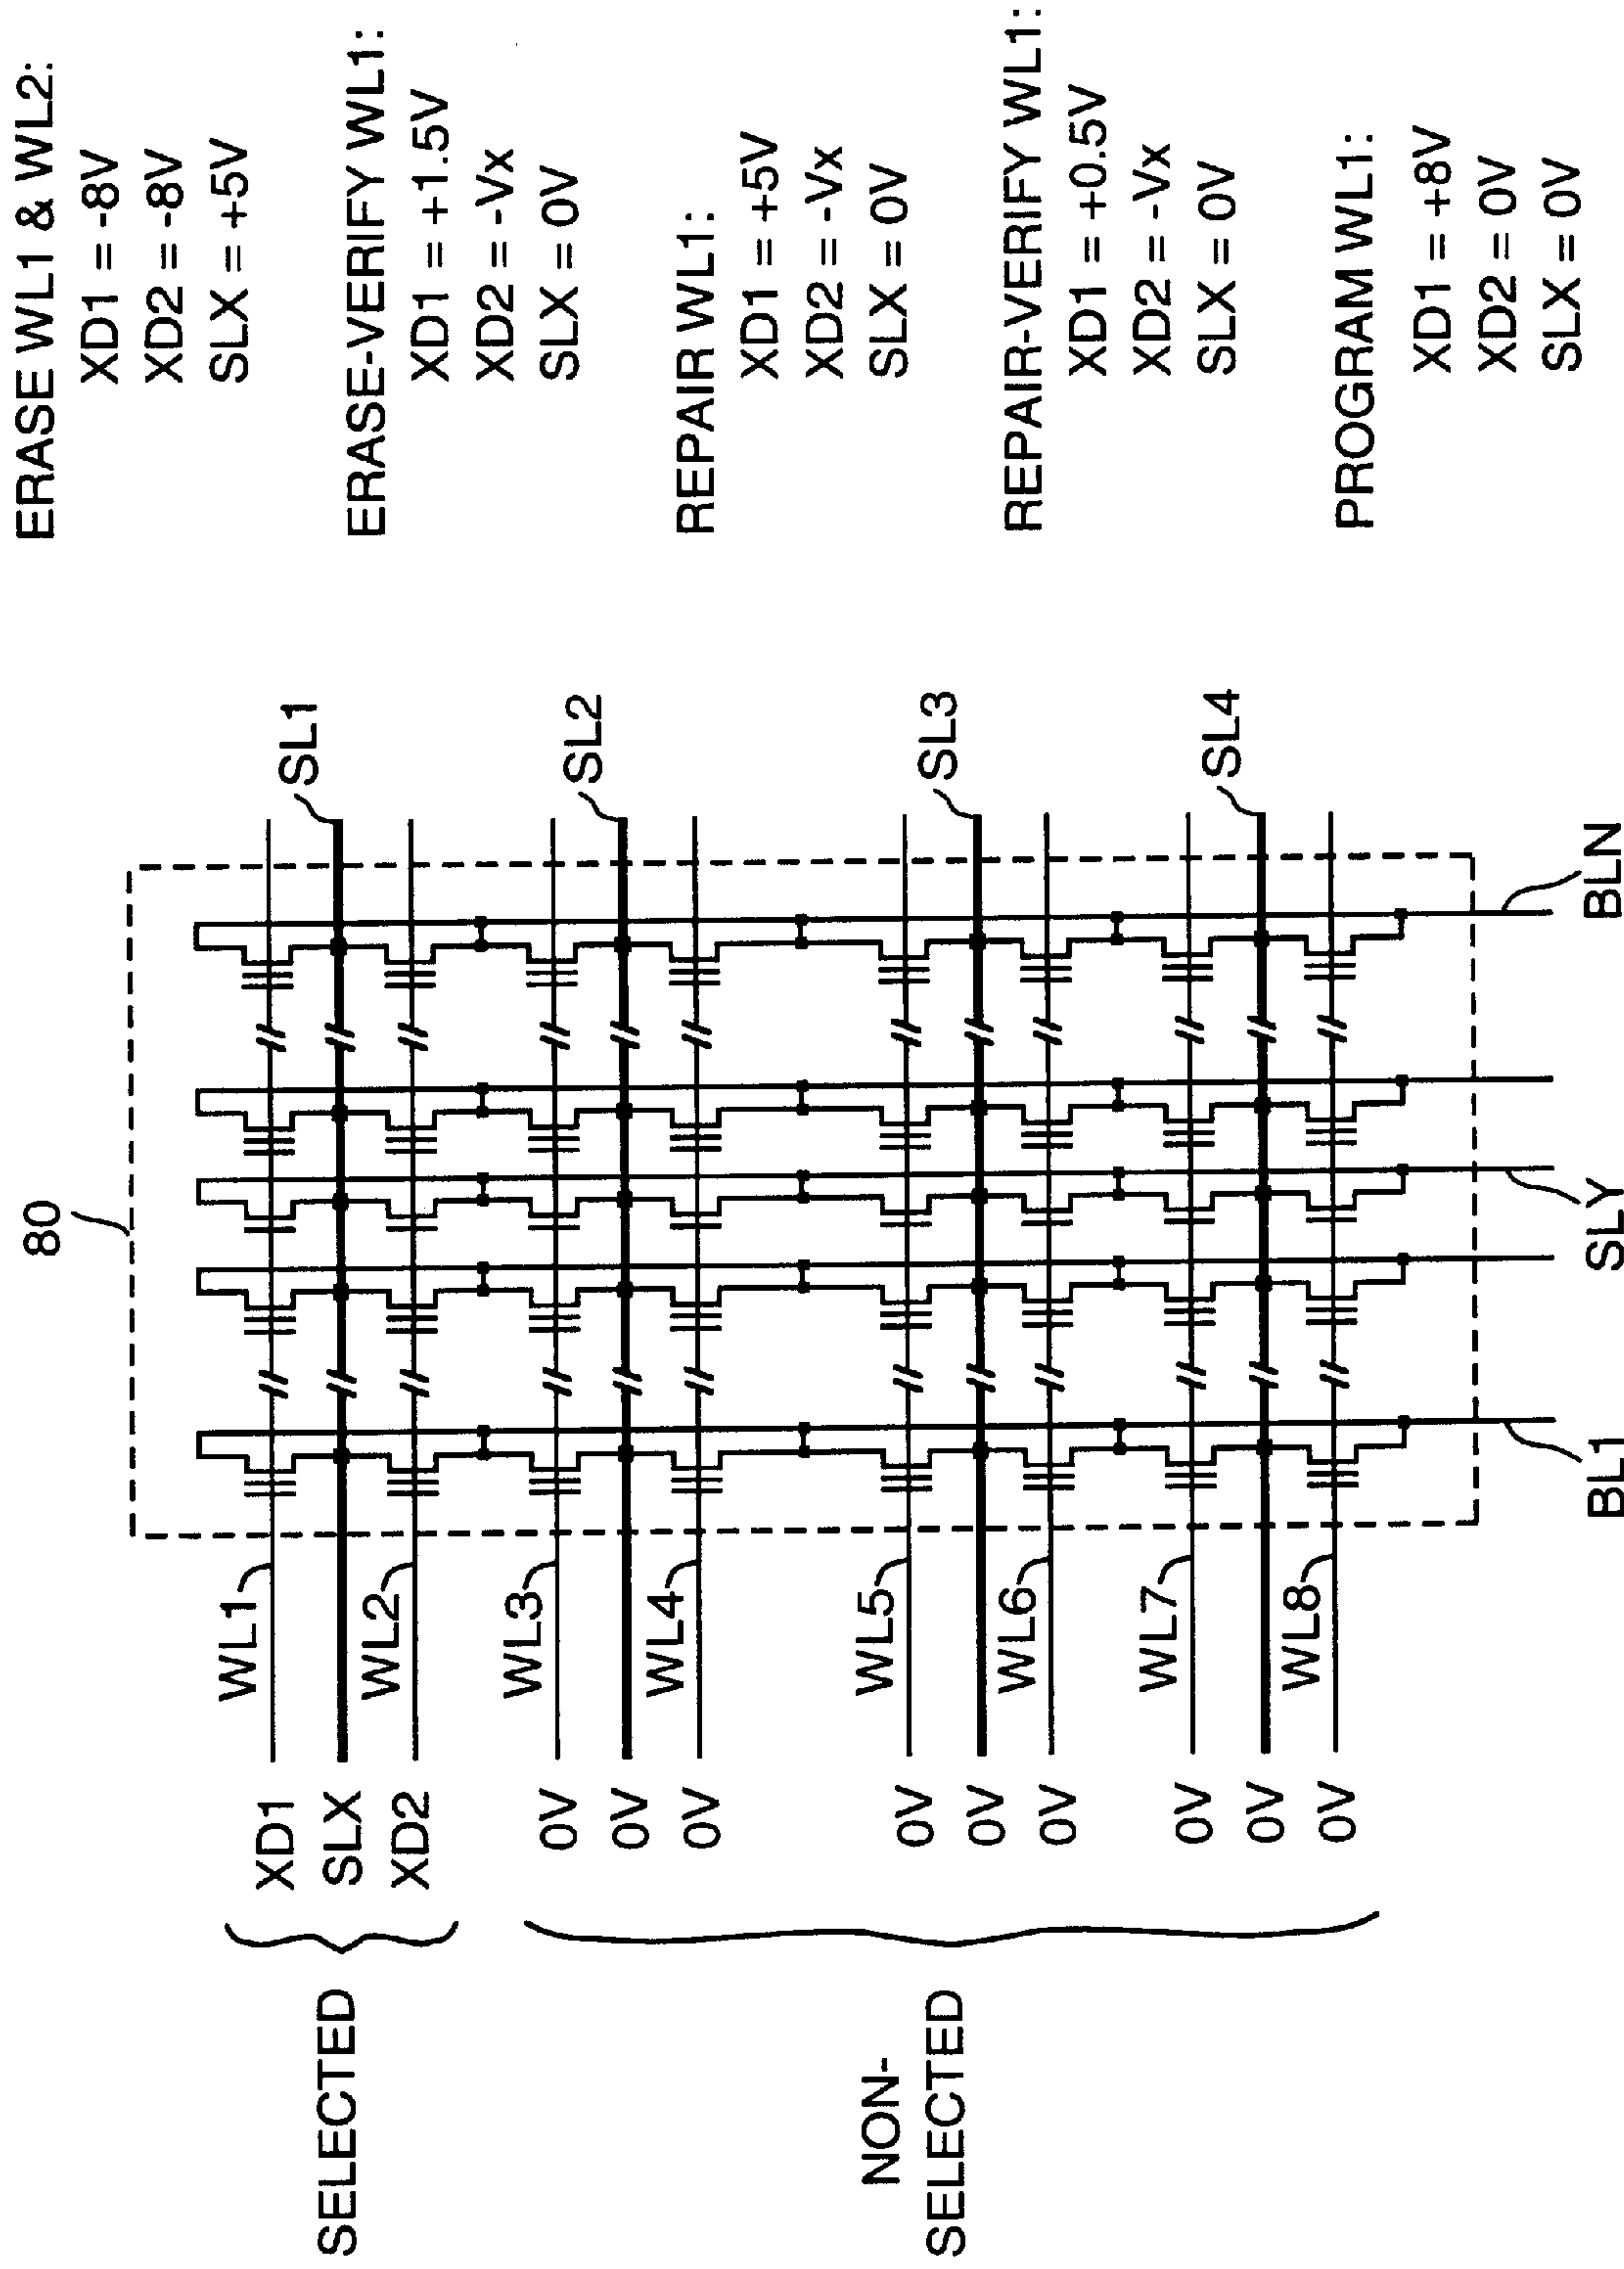 ERASE WL1 & WL2:
XD1 = -8V
XD2 = -8V
SLX = +5V
ERASE-VERIFY WL1:
XD1 = +1.5V
XD2 = -Vx
SLX = 0V
REPAIR WL1:
XD1 = +5V
XD2 = -Vx
SLX = 0V
REPAIR-VERIFY WL1:
XD1 = +0.5V
XD2 = -Vx
SLX = 0V
PROGRAM WL1:
XD1 = +8V
XD2 = 0V
SLX = 0V
80
SL1
SL2
SL3
SL4
WL1
WL2
WL3
WL4
WL5
WL6
WL7
WL8
XD1
SLX
XD2
0V
0V
0V
0V
0V
0V
0V
0V
0V
SELECTED
NON-
SELECTED
BL1
SLY
BLN